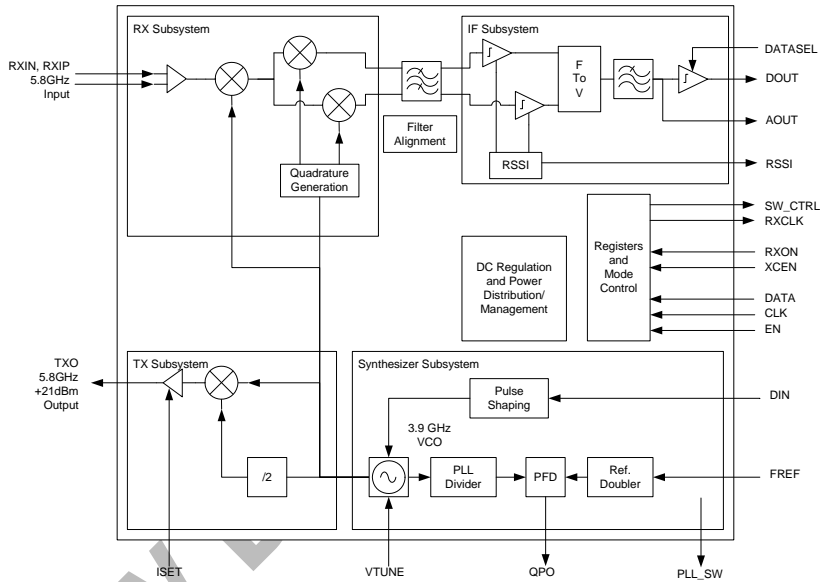 RX Subsystem
IF Subsystem
RXIN, RXIP
5.8GHz
Input
DATASEL
DOUT
AOUT
RSSI
F
To
V
Filter
Alignment
RSSI
Quadrature
Generation
SW_CTRL
RXCLK
RXON
XCEN
DATA
CLK
EN
Registers
and
Mode
Control
DC Regulation
and Power
Distribution/
Management
TXO
5.8GHz
+21dBm
Output
TX Subsystem
Synthesizer Subsystem
Pulse
Shaping
DIN
3.9 GHz
VCO
/2
PLL
Divider
PFD
Ref.
Doubler
FREF
ISET
VTUNE
QPO
PLL_SW